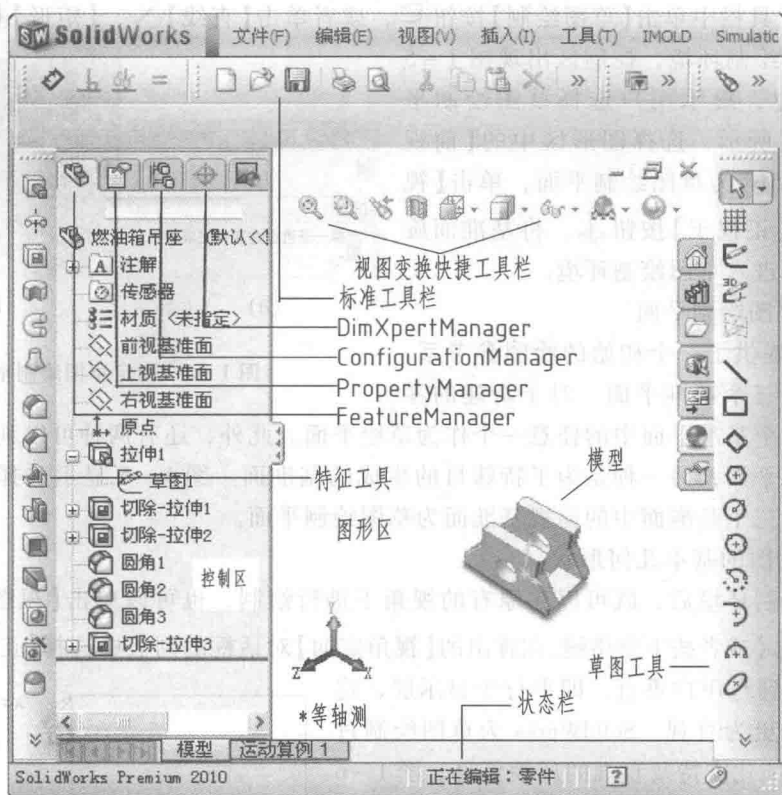 SolidWorks 文件(F) 编辑(E) 视图(V) 插入(I) 工具(T) IMOLD Simulatic
燃油箱吊座 (默认<<
注解
传感器
材质 <未指定>
前视基准面
上视基准面
右视基准面
原点
拉伸1
草图1
切除-拉伸1
切除-拉伸2
圆角1
圆角2
圆角3
切除-拉伸3
控制区
视图变换快捷工具栏
标准工具栏
DimXpertManager
ConfigurationManager
PropertyManager
FeatureManager
特征工具
图形区
模型
草图工具
状态栏
Y
Z X
*等轴测
模型 运动算例 1
SolidWorks Premium 2010 正在编辑：零件 ?